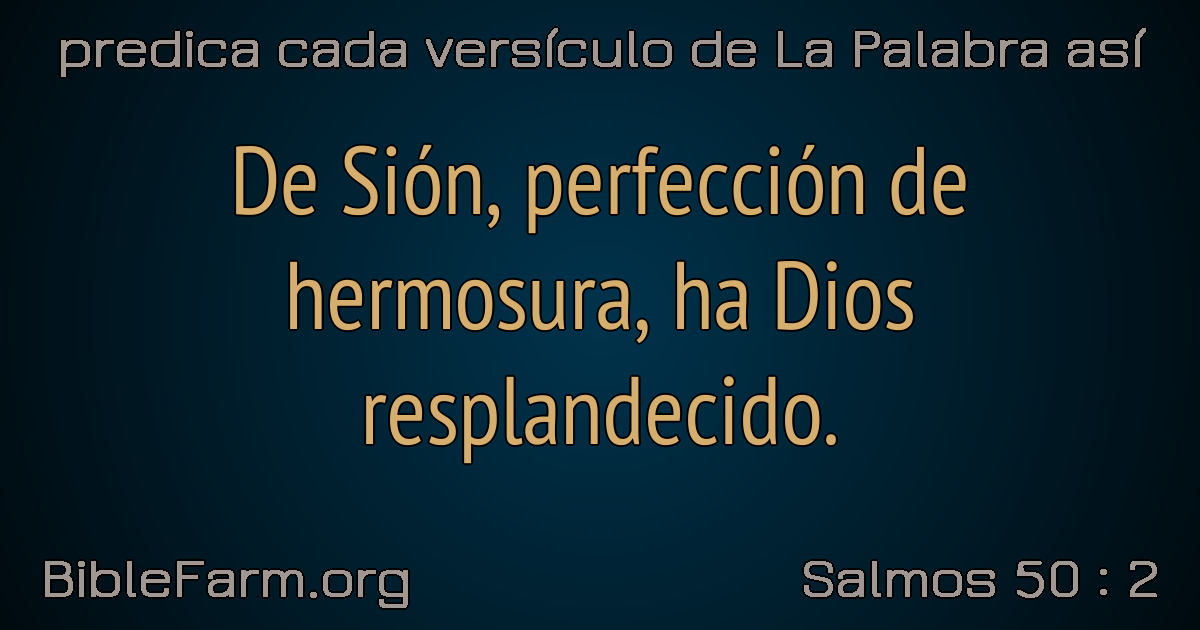 predica cada versículo de La Palabra así
De Sión, perfección de
hermosura, ha Dios
resplandecido.
BibleFarm.org
Salmos 50 : 2